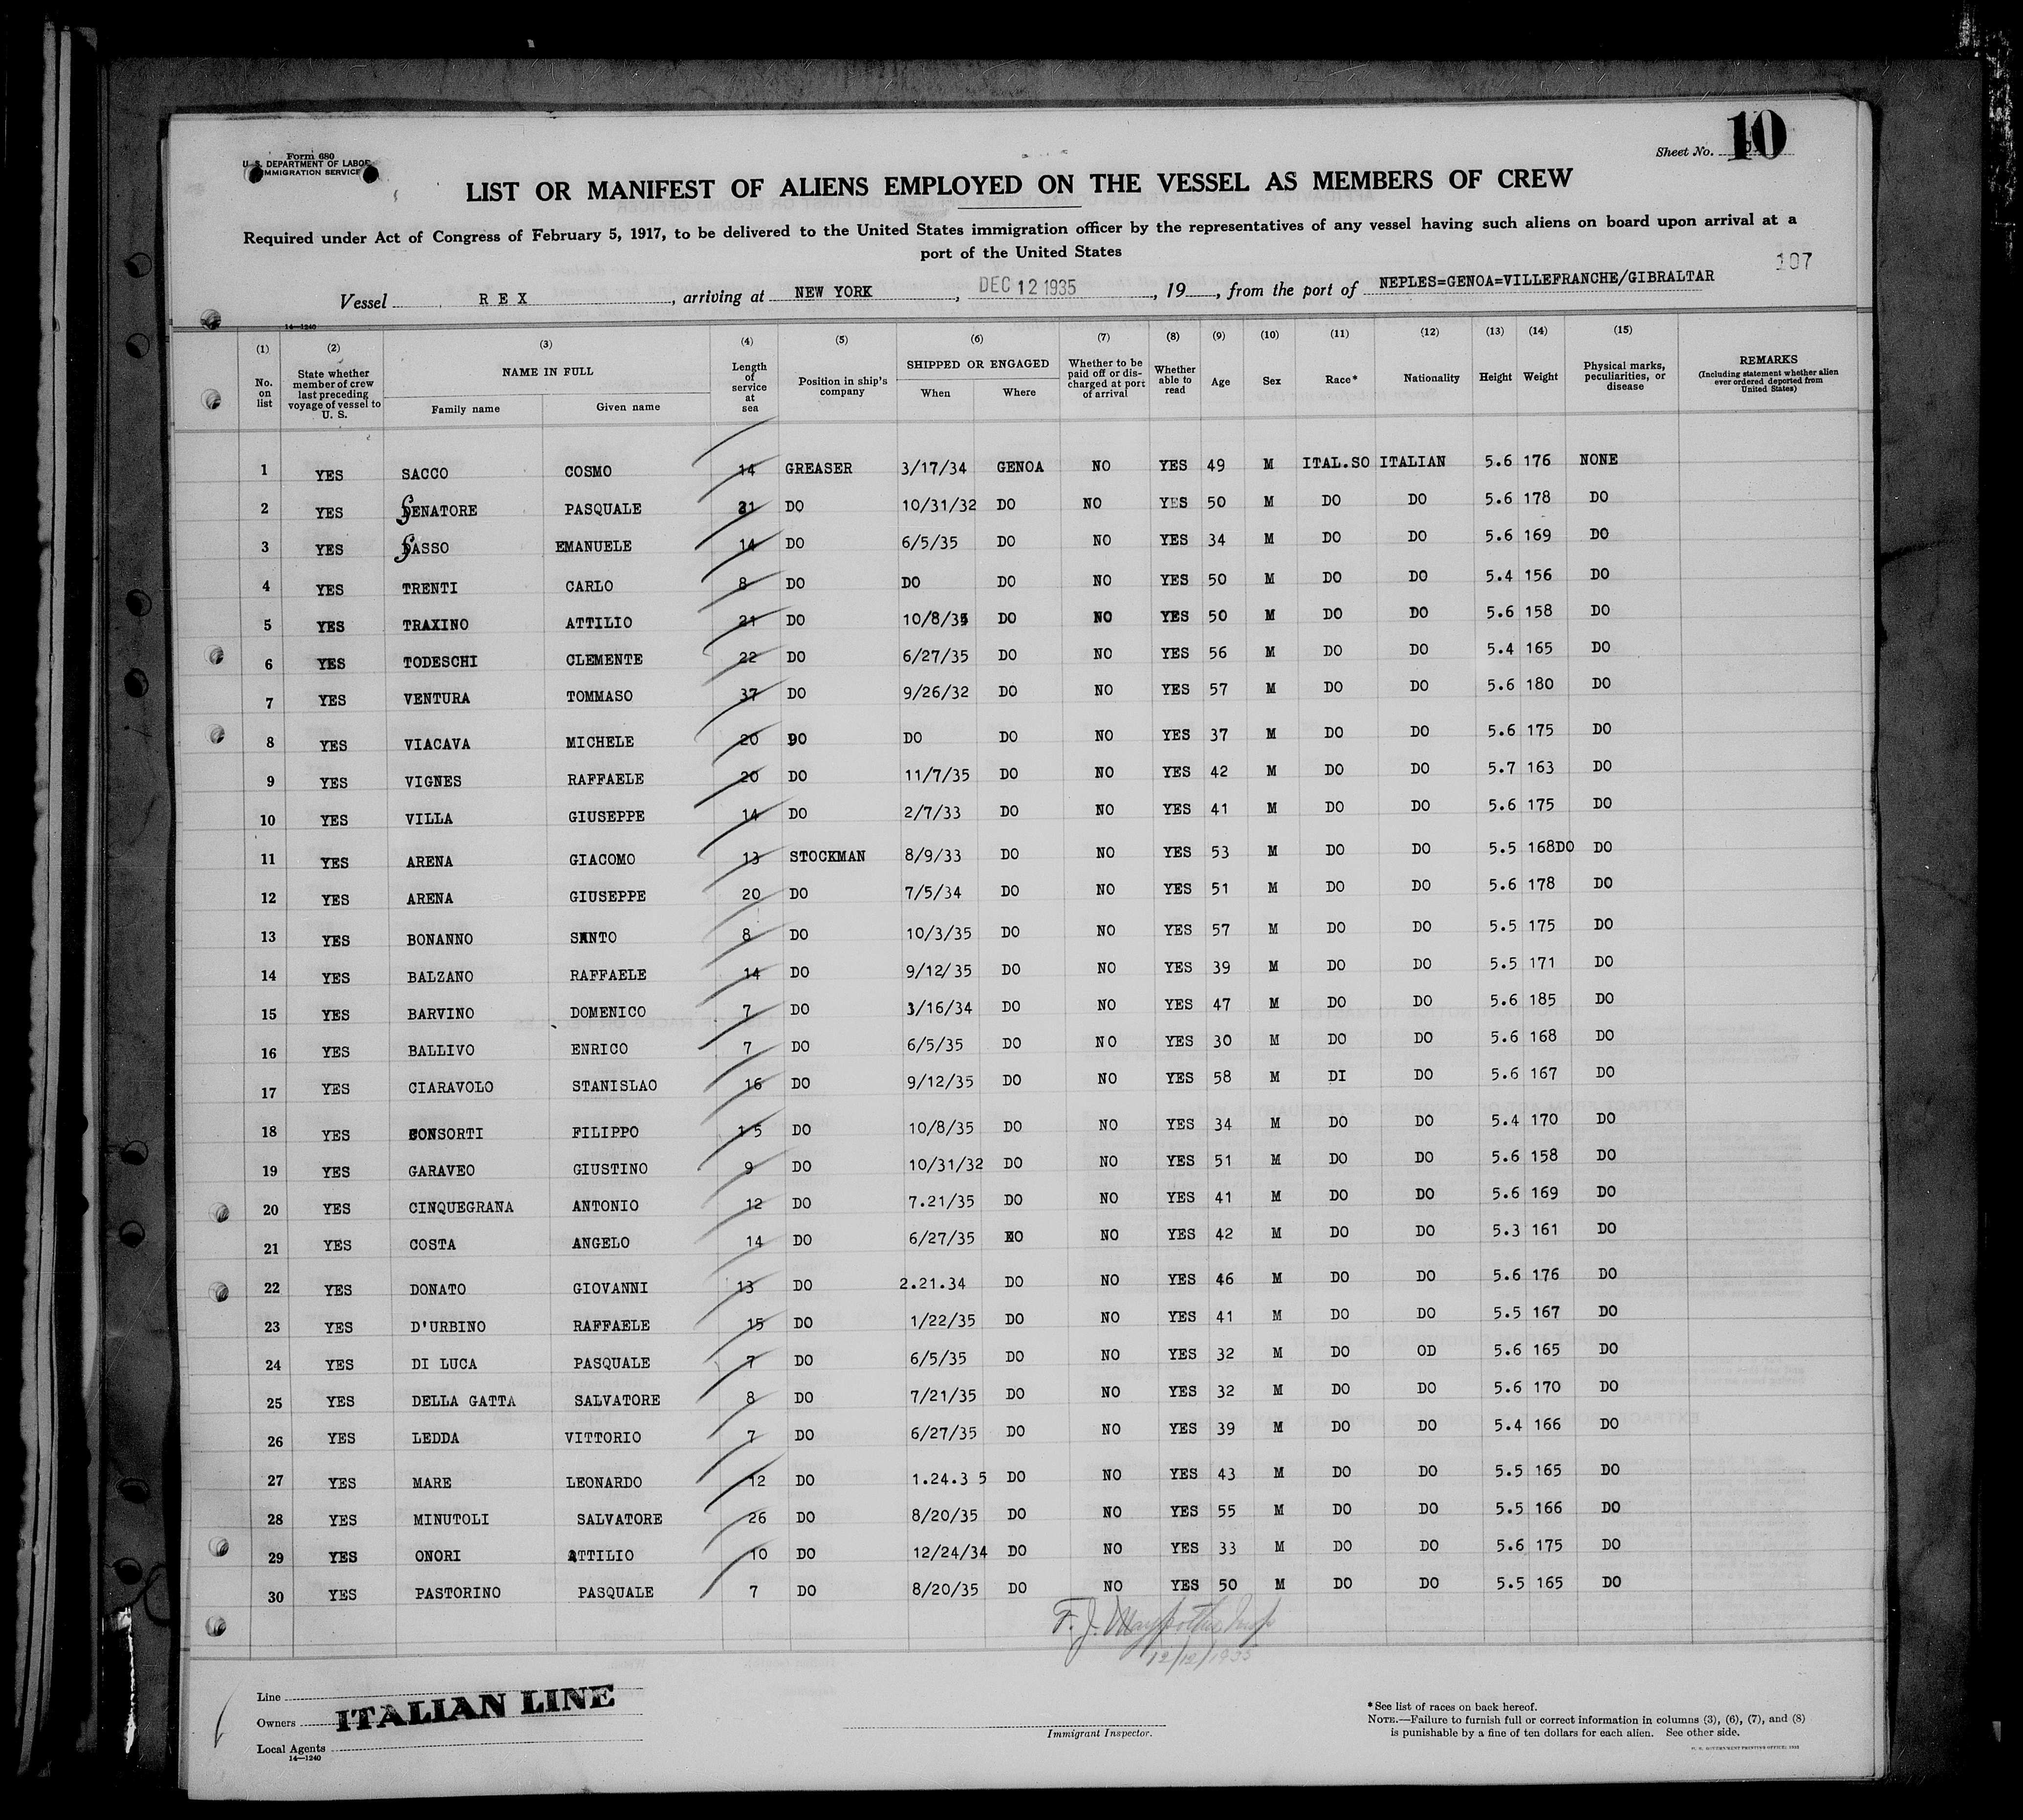 Form 680
U. S. DEPARTMENT OF LABOR
IMMIGRATION SERVICE
Sheet No. 10
LIST OR MANIFEST OF ALIENS EMPLOYED ON THE VESSEL AS MEMBERS OF CREW
Required under Act of Congress of February 5, 1917, to be delivered to the United States immigration officer by the representatives of any vessel having such aliens on board upon arrival at a
port of the United States
107
Vessel REX, arriving at NEW YORK, DEC 12 1935, 19, from the port of NEPLES=GENOA=VILLEFRANCHE/GIBRALTAR
14—1240
(1) (2) (3) (4) (5) (6) (7) (8) (9) (10) (11) (12) (13) (14) (15)
No. on list State whether member of crew last preceding voyage of vessel to U. S. NAME IN FULL Family name Given name Length of service at sea Position in ship's company SHIPPED OR ENGAGED When Where Whether to be paid off or discharged at port of arrival Whether able to read Age Sex Race* Nationality Height Weight Physical marks, peculiarities, or disease REMARKS (Including statement whether alien ever ordered deported from United States)
1 YES SACCO COSMO 14 GREASER 3/17/34 GENOA NO YES 49 M ITAL.SO ITALIAN 5.6 176 NONE
2 YES SENATORE PASQUALE 21 DO 10/31/32 DO NO YES 50 M DO DO 5.6 178 DO
3 YES SASSO EMANUELE 14 DO 6/5/35 DO NO YES 34 M DO DO 5.6 169 DO
4 YES TRENTI CARLO 8 DO DO DO NO YES 50 M DO DO 5.4 156 DO
5 YES TRAXINO ATTILIO 21 DO 10/8/35 DO NO YES 50 M DO DO 5.6 158 DO
6 YES TODESCHI CLEMENTE 22 DO 6/27/35 DO NO YES 56 M DO DO 5.4 165 DO
7 YES VENTURA TOMMASO 37 DO 9/26/32 DO NO YES 57 M DO DO 5.6 180 DO
8 YES VIACAVA MICHELE 20 DO DO DO NO YES 37 M DO DO 5.6 175 DO
9 YES VIGNES RAFFAELE 20 DO 11/7/35 DO NO YES 42 M DO DO 5.7 163 DO
10 YES VILLA GIUSEPPE 14 DO 2/7/33 DO NO YES 41 M DO DO 5.6 175 DO
11 YES ARENA GIACOMO 13 STOCKMAN 8/9/33 DO NO YES 53 M DO DO 5.5 168DO DO
12 YES ARENA GIUSEPPE 20 DO 7/5/34 DO NO YES 51 M DO DO 5.6 178 DO
13 YES BONANNO SANTO 8 DO 10/3/35 DO NO YES 57 M DO DO 5.5 175 DO
14 YES BALZANO RAFFAELE 14 DO 9/12/35 DO NO YES 39 M DO DO 5.5 171 DO
15 YES BARVINO DOMENICO 7 DO 3/16/34 DO NO YES 47 M DO DO 5.6 185 DO
16 YES BALLIVO ENRICO 7 DO 6/5/35 DO NO YES 30 M DO DO 5.6 168 DO
17 YES CIARAVOLO STANISLAO 16 DO 9/12/35 DO NO YES 58 M DI DO 5.6 167 DO
18 YES CONSORTI FILIPPO 15 DO 10/8/35 DO NO YES 34 M DO DO 5.4 170 DO
19 YES GARAVEO GIUSTINO 9 DO 10/31/32 DO NO YES 51 M DO DO 5.6 158 DO
20 YES CINQUEGRANA ANTONIO 12 DO 7.21/35 DO NO YES 41 M DO DO 5.6 169 DO
21 YES COSTA ANGELO 14 DO 6/27/35 DO NO YES 42 M DO DO 5.3 161 DO
22 YES DONATO GIOVANNI 13 DO 2.21.34 DO NO YES 46 M DO DO 5.6 176 DO
23 YES D'URBINO RAFFAELE 15 DO 1/22/35 DO NO YES 41 M DO DO 5.5 167 DO
24 YES DI LUCA PASQUALE 7 DO 6/5/35 DO NO YES 32 M DO OD 5.6 165 DO
25 YES DELLA GATTA SALVATORE 8 DO 7/21/35 DO NO YES 32 M DO DO 5.6 170 DO
26 YES LEDDA VITTORIO 7 DO 6/27/35 DO NO YES 39 M DO DO 5.4 166 DO
27 YES MARE LEONARDO 12 DO 1.24.3 5 DO NO YES 43 M DO DO 5.5 165 DO
28 YES MINUTOLI SALVATORE 26 DO 8/20/35 DO NO YES 55 M DO DO 5.5 166 DO
29 YES ONORI ATTILIO 10 DO 12/24/34 DO NO YES 33 M DO DO 5.6 175 DO
30 YES PASTORINO PASQUALE 7 DO 8/20/35 DO NO YES 50 M DO DO 5.5 165 DO
F. J.
12/12/1935
Line
Owners ITALIAN LINE
Local Agents
14—1240
Immigrant Inspector.
*See list of races on back hereof.
NOTE.—Failure to furnish full or correct information in columns (3), (6), (7), and (8)
is punishable by a fine of ten dollars for each alien. See other side.
U. S. GOVERNMENT PRINTING OFFICE: 1933